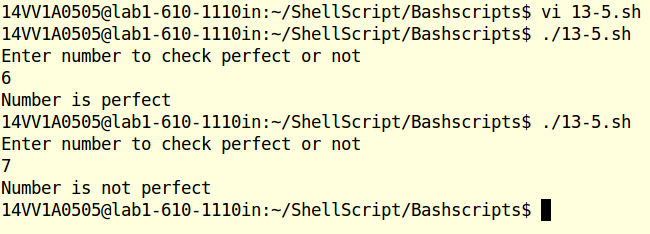 14VV1A0505@lab1-610-1110in:~/ShellScript/Bashscripts$ vi 13-5.sh
14VV1A0505@lab1-610-1110in:~/ShellScript/Bashscripts$ ./13-5.sh
Enter number to check perfect or not
6
Number is perfect
14VV1A0505@lab1-610-1110in:~/ShellScript/Bashscripts$ ./13-5.sh
Enter number to check perfect or not
7
Number is not perfect
14VV1A0505@lab1-610-1110in:~/ShellScript/Bashscripts$